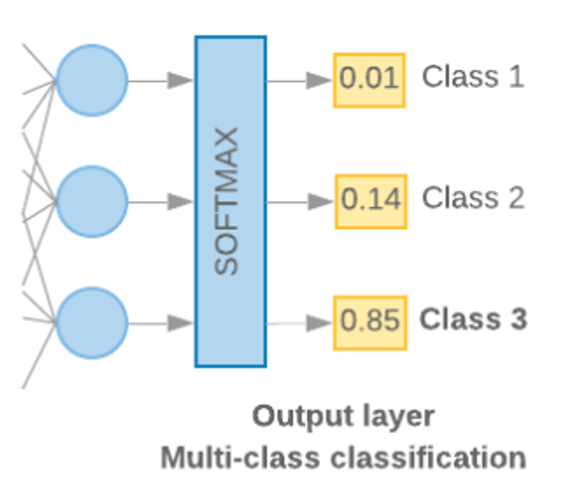 0.01 Class 1
SOFTMAX
0.14 Class 2
0.85 Class 3
Output layer
Multi-class classification